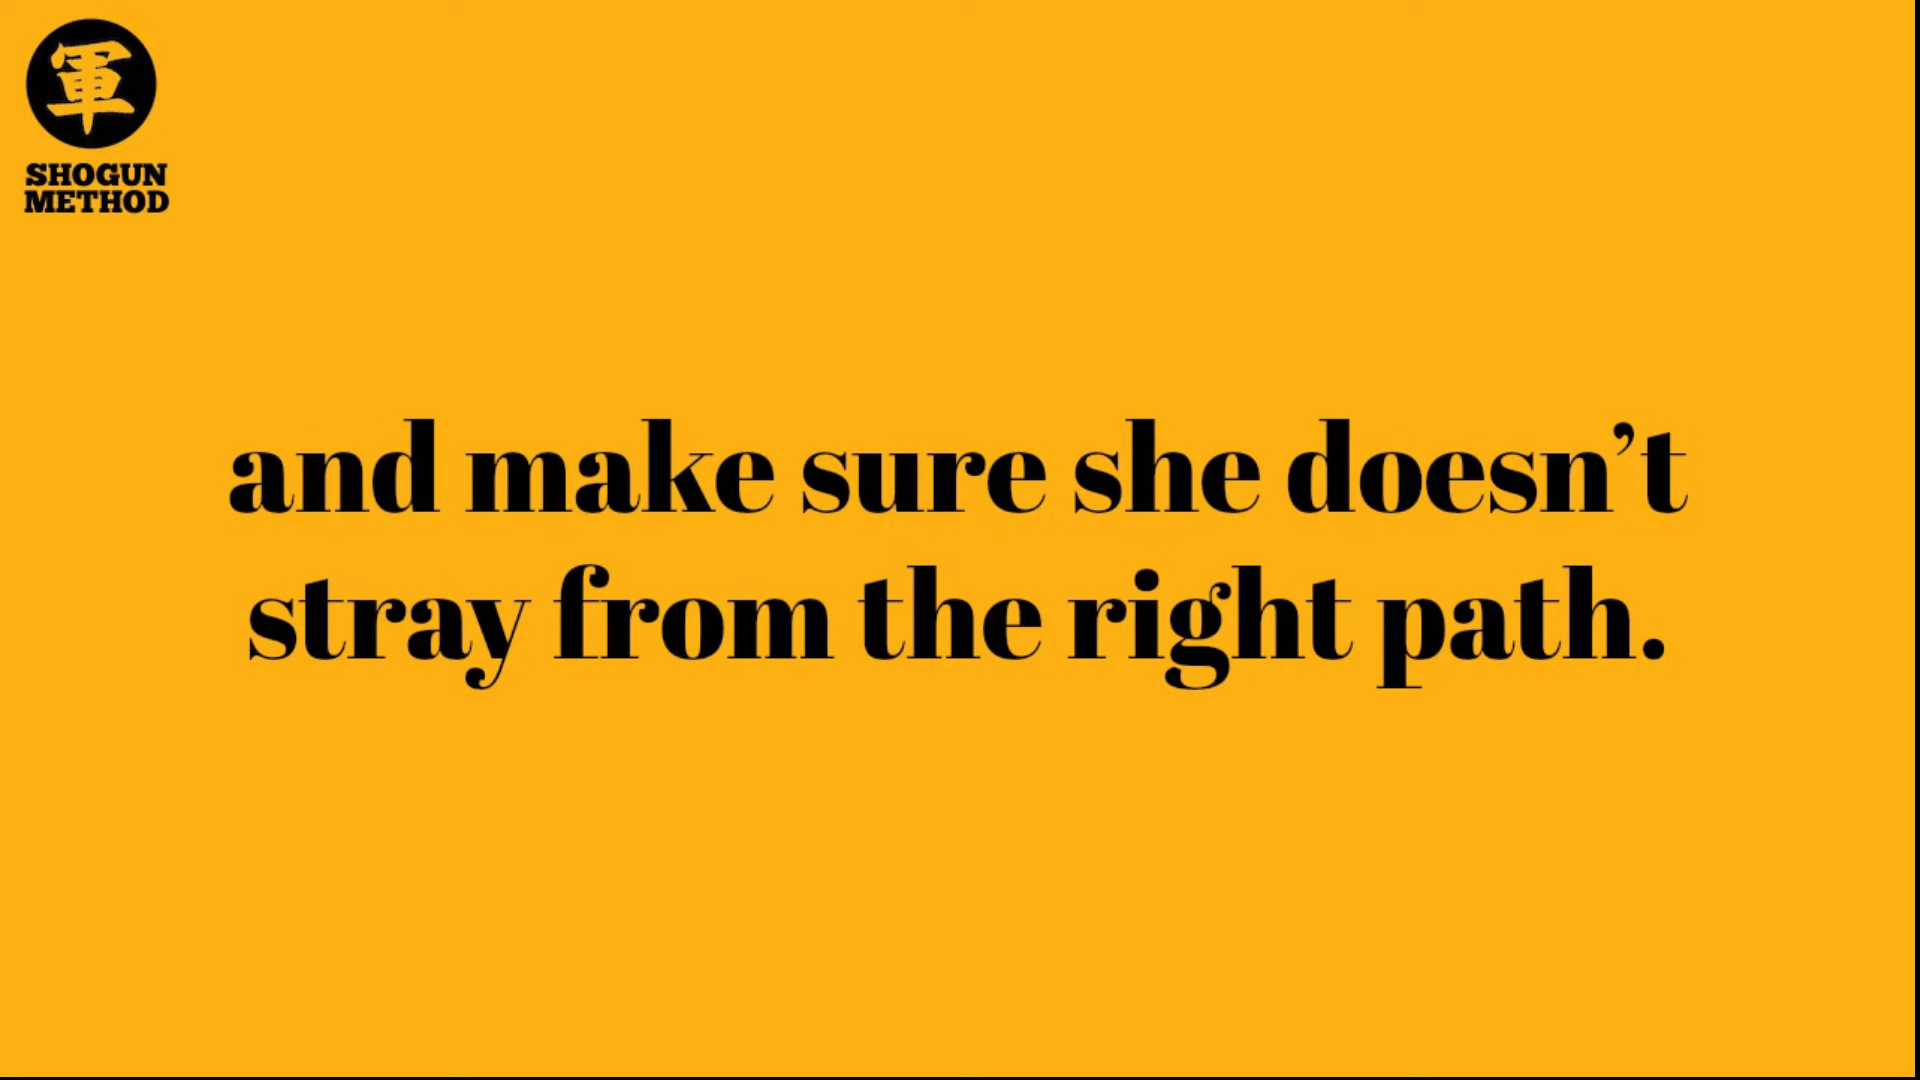 軍
SHOGUN
METHOD
and make sure she doesn’t
stray from the right path.